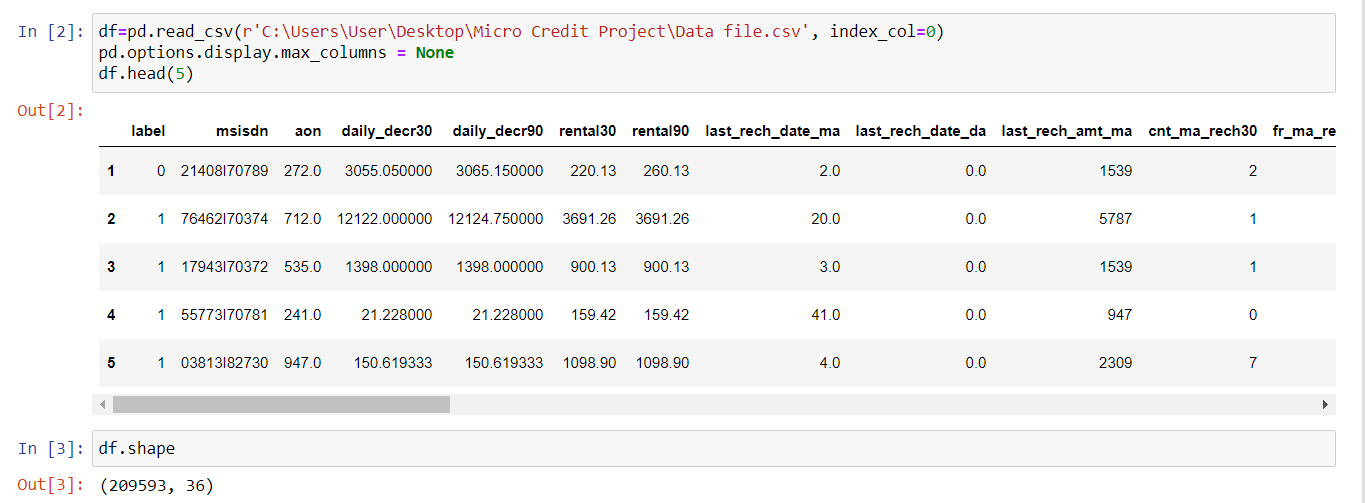 In [2]: df=pd.read_csv(r'C:\Users\User\Desktop\Micro Credit Project\Data file.csv', index_col=0)
pd.options.display.max_columns = None
df.head(5)
Out[2]:
label msisdn aon daily_decr30 daily_decr90 rental30 rental90 last_rech_date_ma last_rech_date_da last_rech_amt_ma cnt_ma_rech30 fr_ma_re
1 0 21408I70789 272.0 3055.050000 3065.150000 220.13 260.13 2.0 0.0 1539 2
2 1 76462I70374 712.0 12122.000000 12124.750000 3691.26 3691.26 20.0 0.0 5787 1
3 1 17943I70372 535.0 1398.000000 1398.000000 900.13 900.13 3.0 0.0 1539 1
4 1 55773I70781 241.0 21.228000 21.228000 159.42 159.42 41.0 0.0 947 0
5 1 03813I82730 947.0 150.619333 150.619333 1098.90 1098.90 4.0 0.0 2309 7
In [3]: df.shape
Out[3]: (209593, 36)